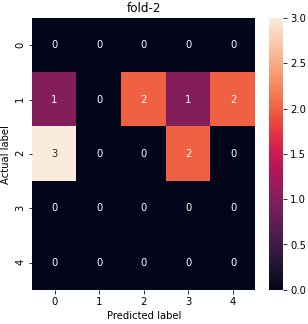 fold-2
3.0
2.5
2.0
1.5
1.0
0.5
0.0
Actual label
0 0 0 0 0 0
1 1 0 2 1 2
2 3 0 0 2 0
3 0 0 0 0 0
4 0 0 0 0 0
0 1 2 3 4
Predicted label